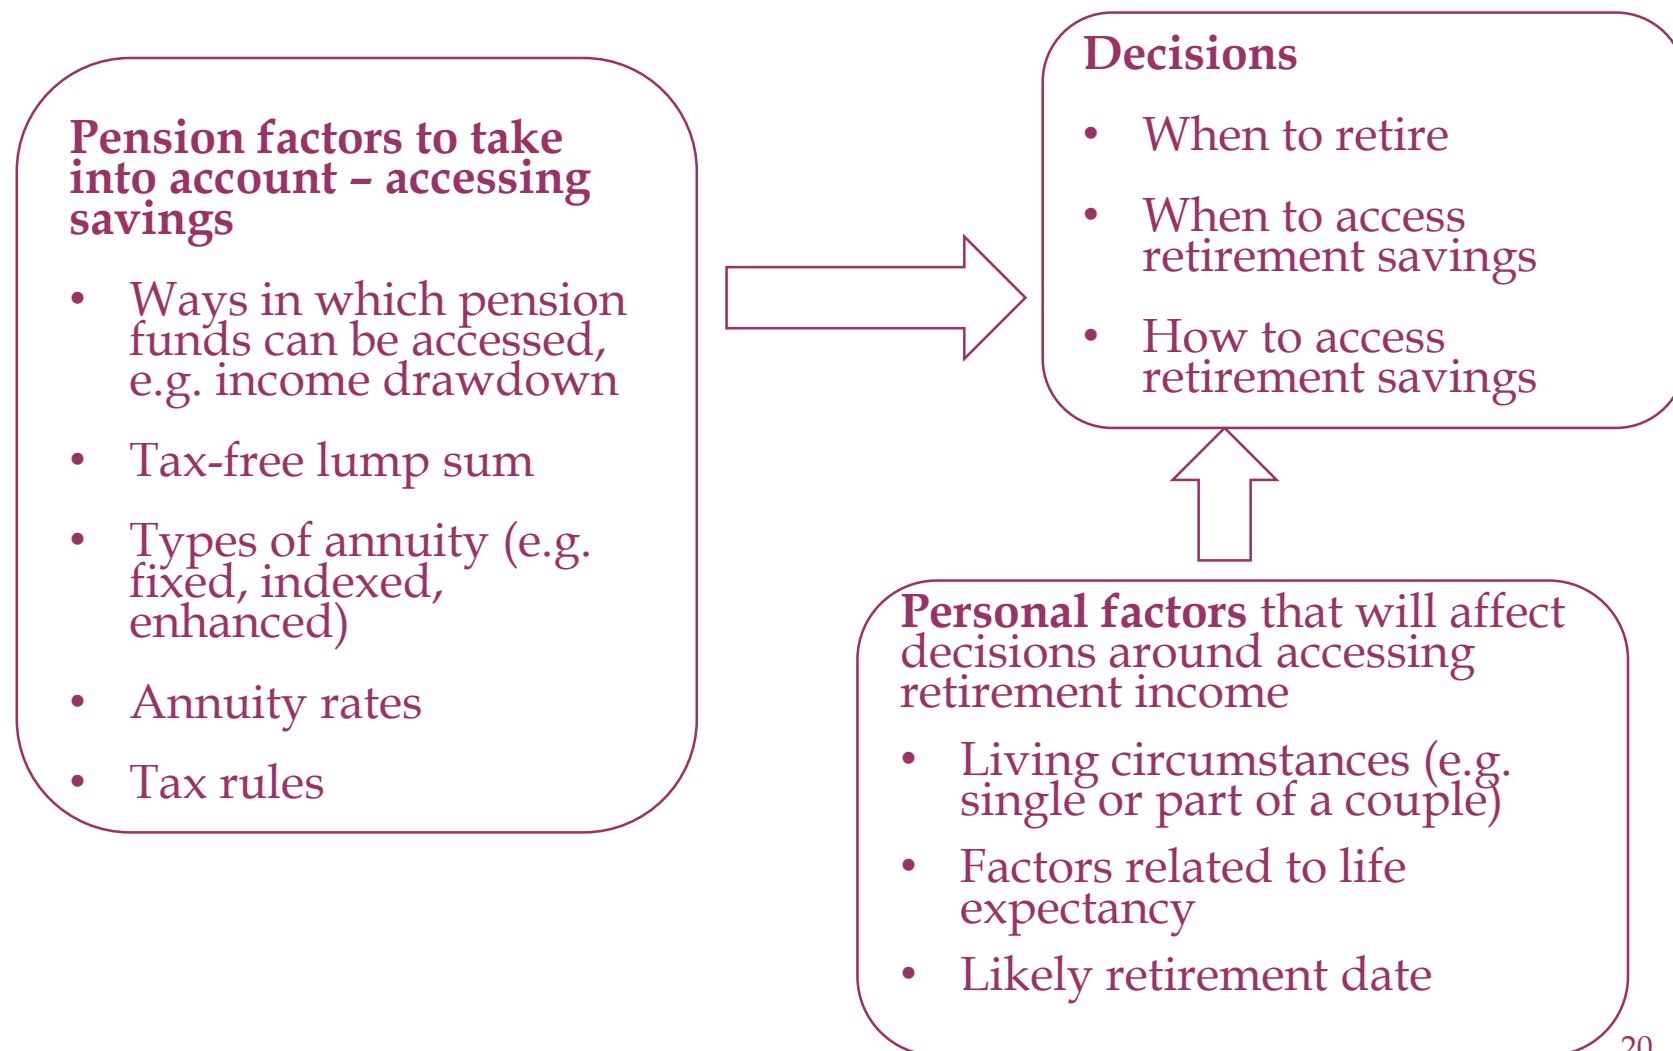 Pension factors to take
into account – accessing
savings
• Ways in which pension
funds can be accessed,
e.g. income drawdown
• Tax-free lump sum
• Types of annuity (e.g.
fixed, indexed,
enhanced)
• Annuity rates
• Tax rules
Decisions
• When to retire
• When to access
retirement savings
• How to access
retirement savings
Personal factors that will affect
decisions around accessing
retirement income
• Living circumstances (e.g.
single or part of a couple)
• Factors related to life
expectancy
• Likely retirement date
20